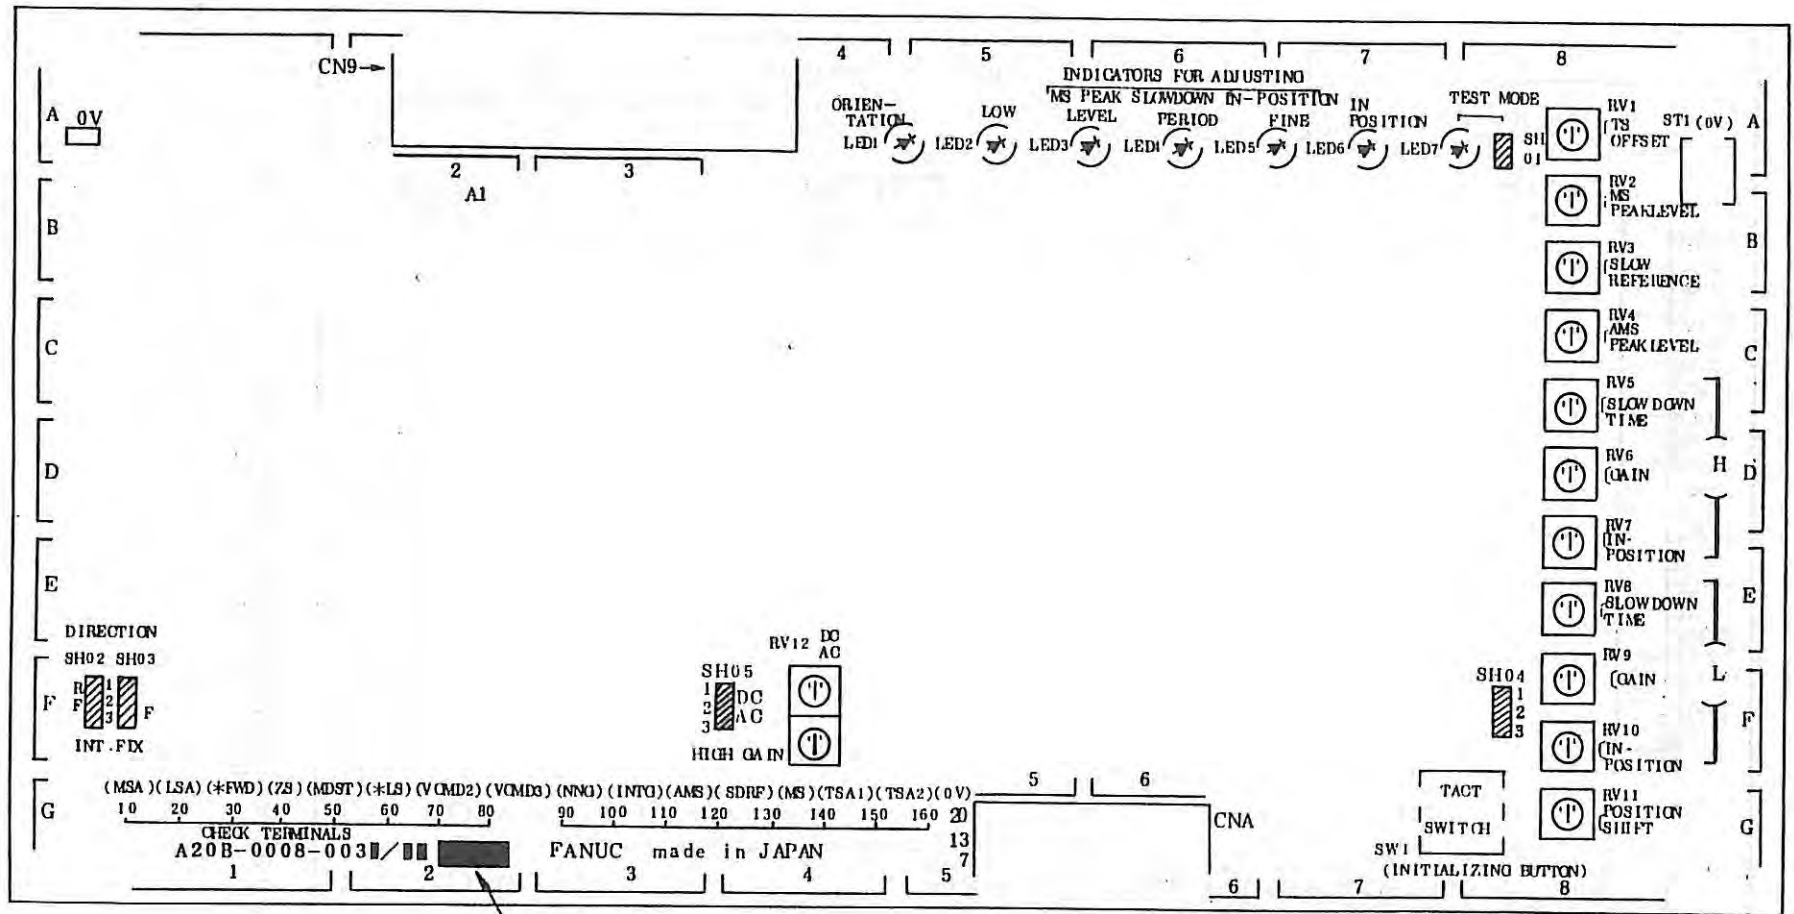 4 5 6 7 8
CN9
INDICATORS FOR ADJUSTING
MS PEAK SLOWDOWN IN-POSITION
ORIEN-
TATION
LOW
LEVEL
PERIOD
FINE
IN
POSITION
TEST MODE
LED1
LED2
LED3
LED4
LED5
LED6
LED7
SH
01
A 0V
2 3
A1
RV1
TS
OFFSET
ST1 (0V)
A
RV2
MS
PEAKLEVEL
B
B
RV3
SLOW
REFERENCE
C
RV4
AMS
PEAK LEVEL
C
RV5
SLOW DOWN
TIME
D
RV6
GAIN
H
D
RV7
IN-
POSITION
E
RV8
SLOW DOWN
TIME
E
DIRECTION
SH02 SH03
R
F
1
2
3
F
INT.FIX
F
RV12
DC
AC
SH05
1
2
3
DC
AC
HIGH GAIN
SH04
1
2
3
RV9
GAIN
L
F
RV10
IN-
POSITION
G
(MSA)(LSA)(*FWD)(ZS)(MDST)(*LS)(VCMD2)(VCMD3)(NNG)(INTG)(AMS)(SDRF)(MS)(TSA1)(TSA2)(0V)
10 20 30 40 50 60 70 80 90 100 110 120 130 140 150 160 20
CHECK TERMINALS
13
7
A20B-0008-003 / FANUC made in JAPAN
5 6
CNA
TACT
SWITCH
SW1
(INITIALIZING BUTTON)
RV11
POSITION
SHIFT
G
1 2 3 4 5 6 7 8